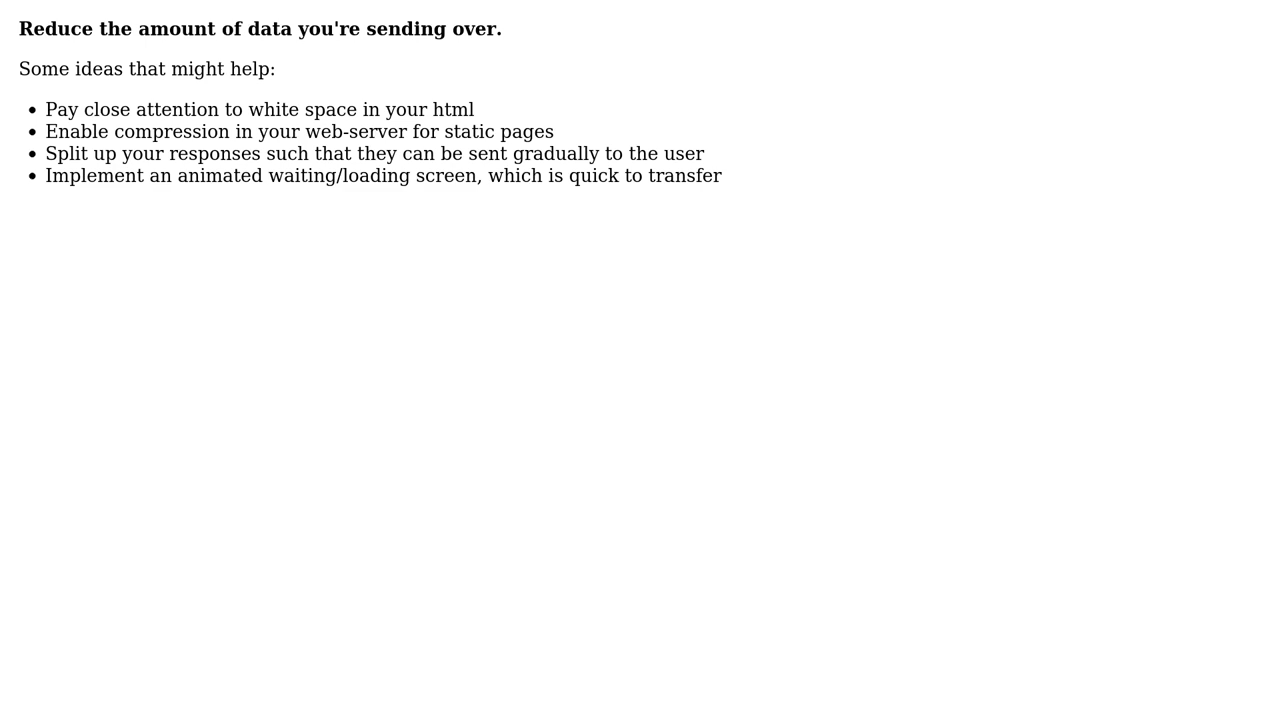 Reduce the amount of data you're sending over.
Some ideas that might help:
• Pay close attention to white space in your html
• Enable compression in your web-server for static pages
• Split up your responses such that they can be sent gradually to the user
• Implement an animated waiting/loading screen, which is quick to transfer